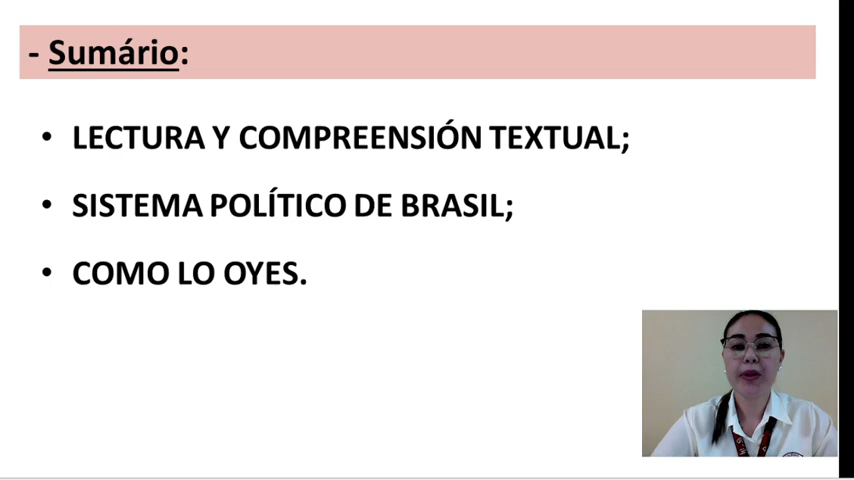 - Sumário:
• LECTURA Y COMPREENSIÓN TEXTUAL;
• SISTEMA POLÍTICO DE BRASIL;
• COMO LO OYES.